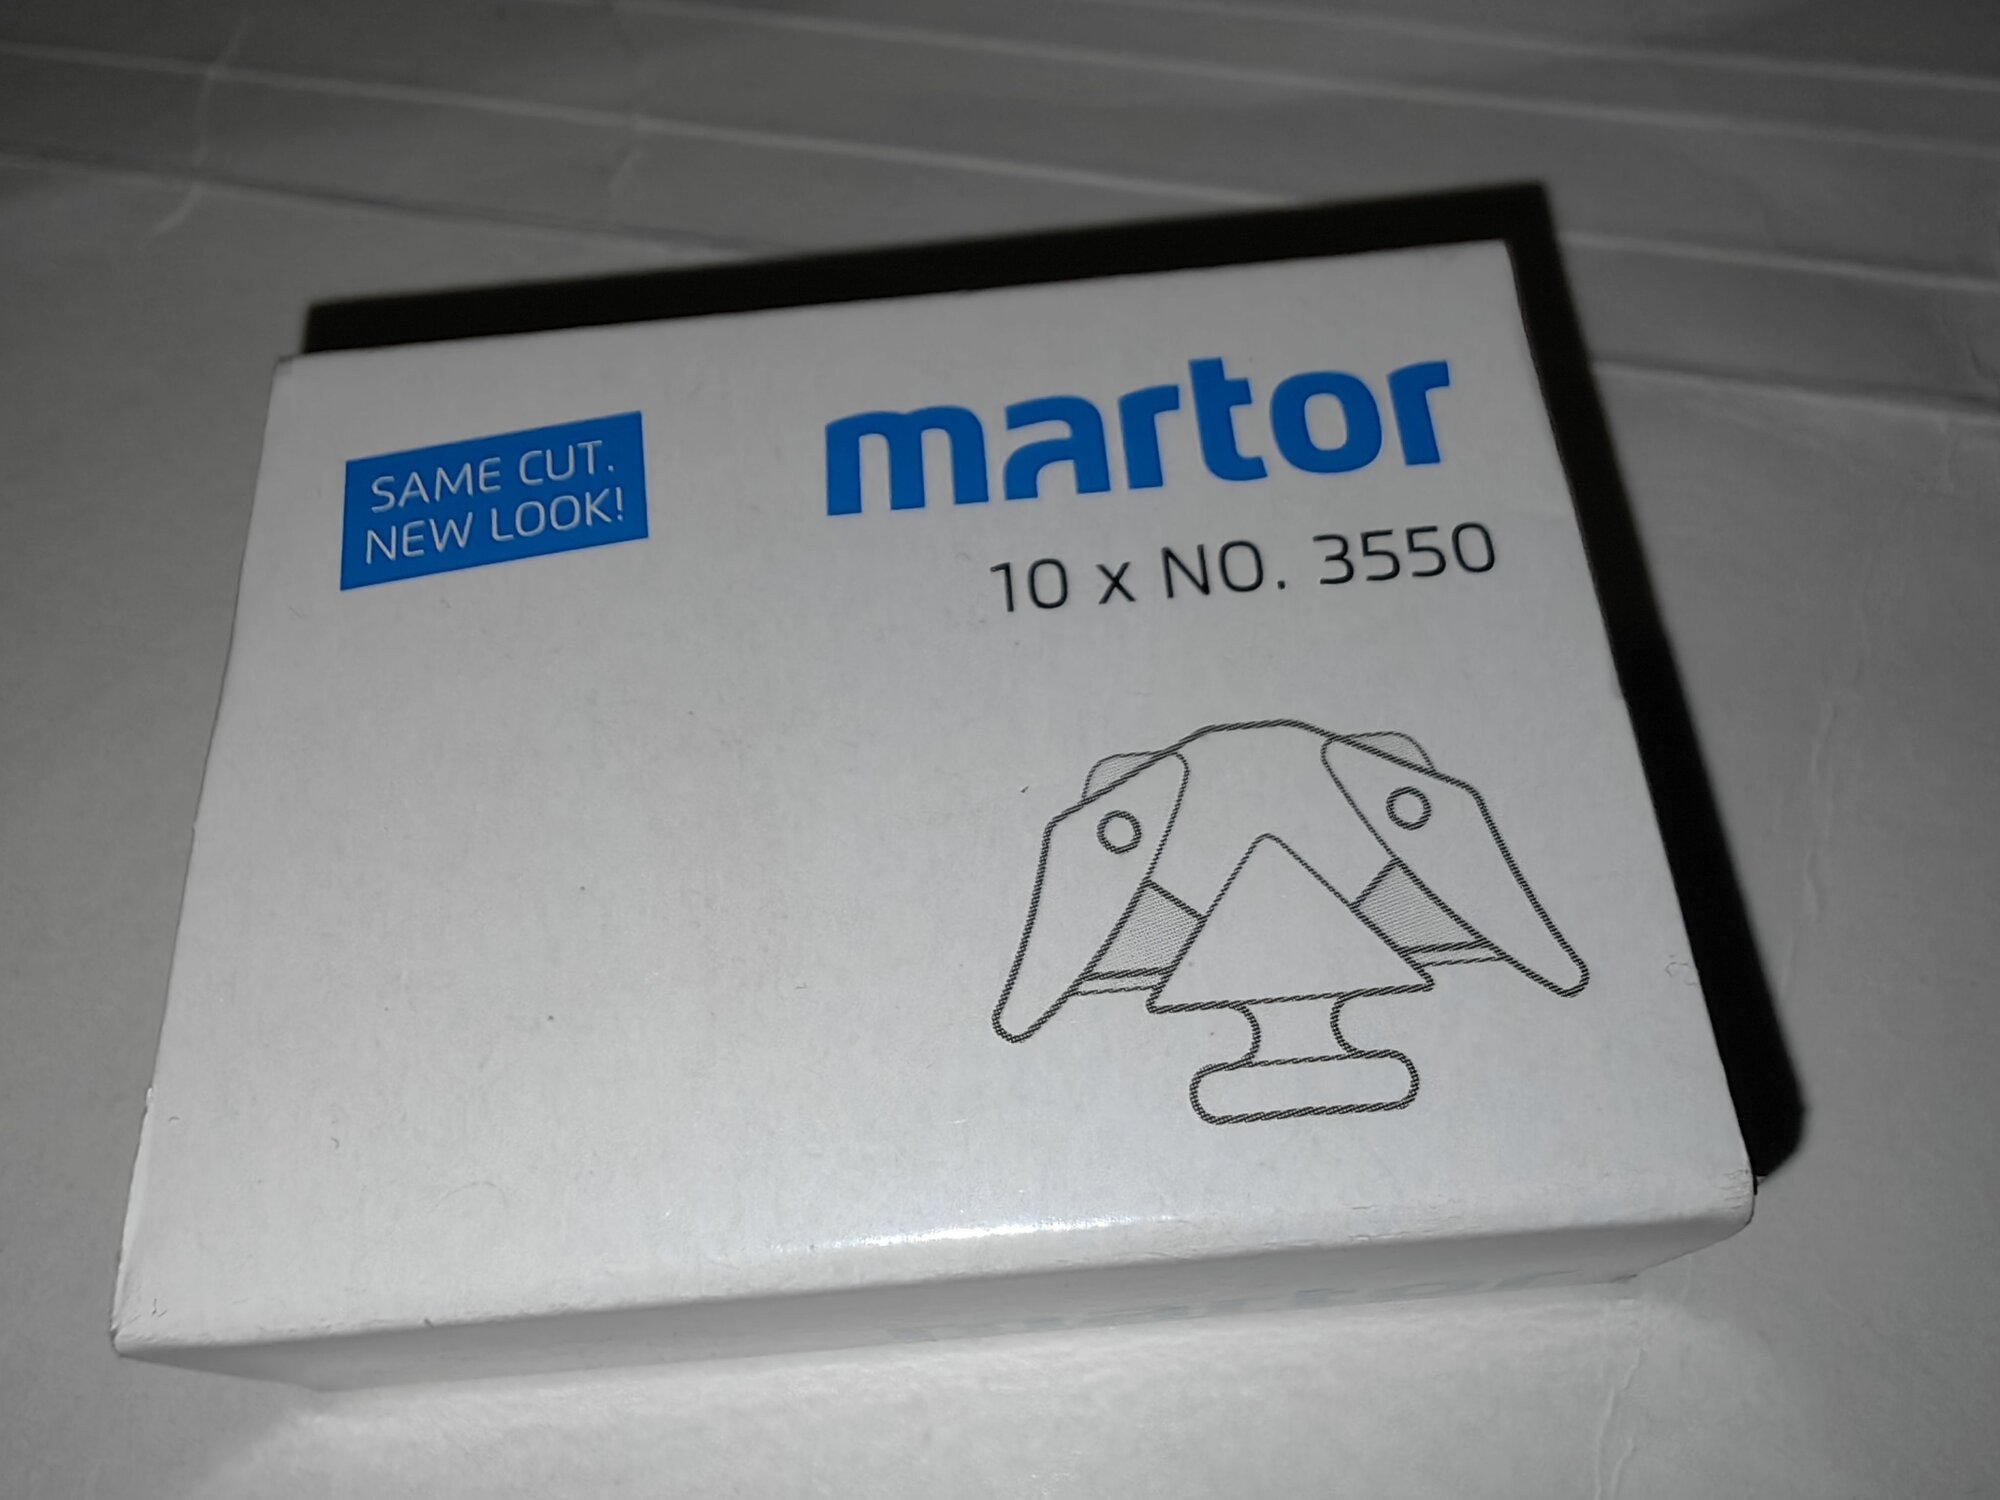 SAME CUT.
NEW LOOK!
martor
10 x NO. 3550